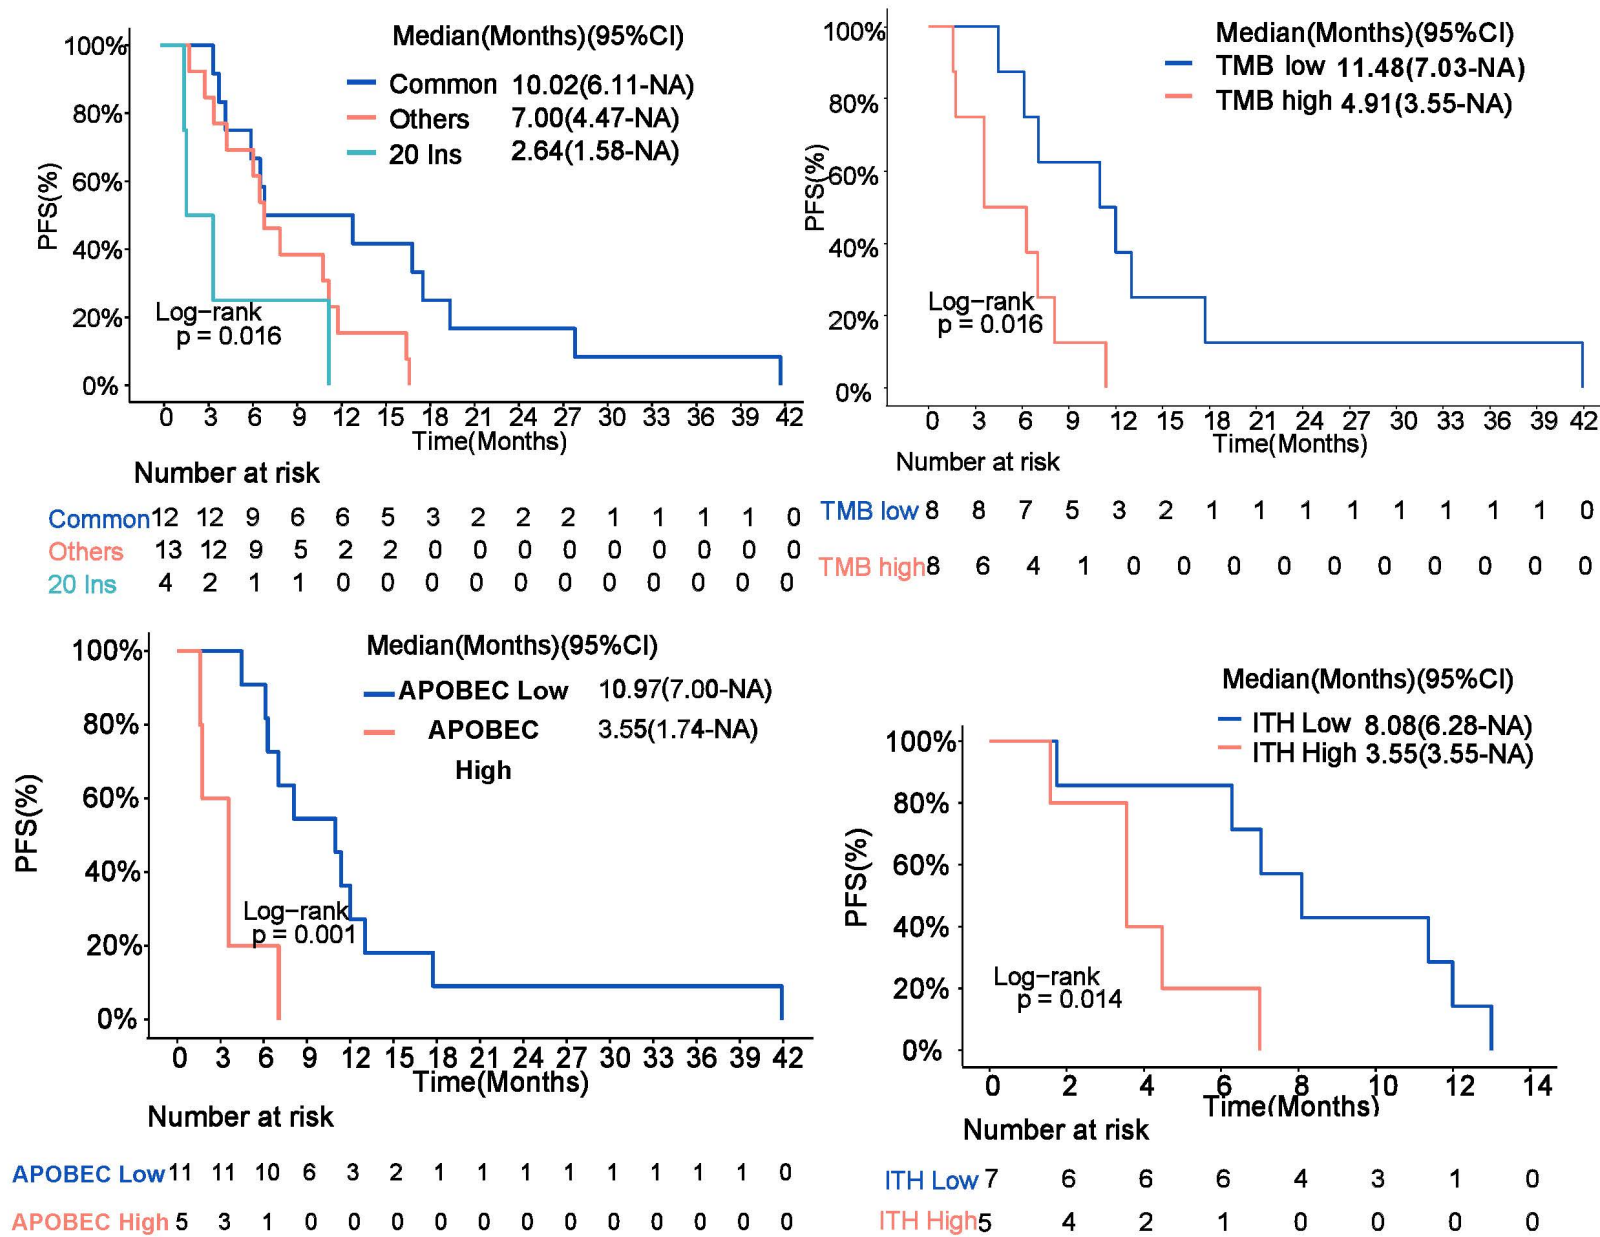 Median(Months)(95%CI)
Common 10.02(6.11-NA)
Others 7.00(4.47-NA)
20 Ins 2.64(1.58-NA)
PFS(%)
100%
80%
60%
40%
20%
0%
Log-rank
p = 0.016
0 3 6 9 12 15 18 21 24 27 30 33 36 39 42
Time(Months)
Number at risk
Common 12 12 9 6 6 5 3 2 2 2 1 1 1 1 0
Others 13 12 9 5 2 2 0 0 0 0 0 0 0 0 0
20 Ins 4 2 1 1 0 0 0 0 0 0 0 0 0 0 0
Median(Months)(95%CI)
TMB low 11.48(7.03-NA)
TMB high 4.91(3.55-NA)
PFS(%)
100%
80%
60%
40%
20%
0%
Log-rank
p = 0.016
0 3 6 9 12 15 18 21 24 27 30 33 36 39 42
Time(Months)
Number at risk
TMB low 8 8 7 5 3 2 1 1 1 1 1 1 1 1 0
TMB high 8 6 4 1 0 0 0 0 0 0 0 0 0 0 0
Median(Months)(95%CI)
APOBEC Low 10.97(7.00-NA)
APOBEC 3.55(1.74-NA)
High
PFS(%)
100%
80%
60%
40%
20%
0%
Log-rank
p = 0.001
0 3 6 9 12 15 18 21 24 27 30 33 36 39 42
Time(Months)
Number at risk
APOBEC Low 11 11 10 6 3 2 1 1 1 1 1 1 1 1 0
APOBEC High 5 3 1 0 0 0 0 0 0 0 0 0 0 0 0
Median(Months)(95%CI)
ITH Low 8.08(6.28-NA)
ITH High 3.55(3.55-NA)
PFS(%)
100%
80%
60%
40%
20%
0%
Log-rank
p = 0.014
0 2 4 6 8 10 12 14
Time(Months)
Number at risk
ITH Low 7 6 6 6 4 3 1 0
ITH High 5 4 2 1 0 0 0 0